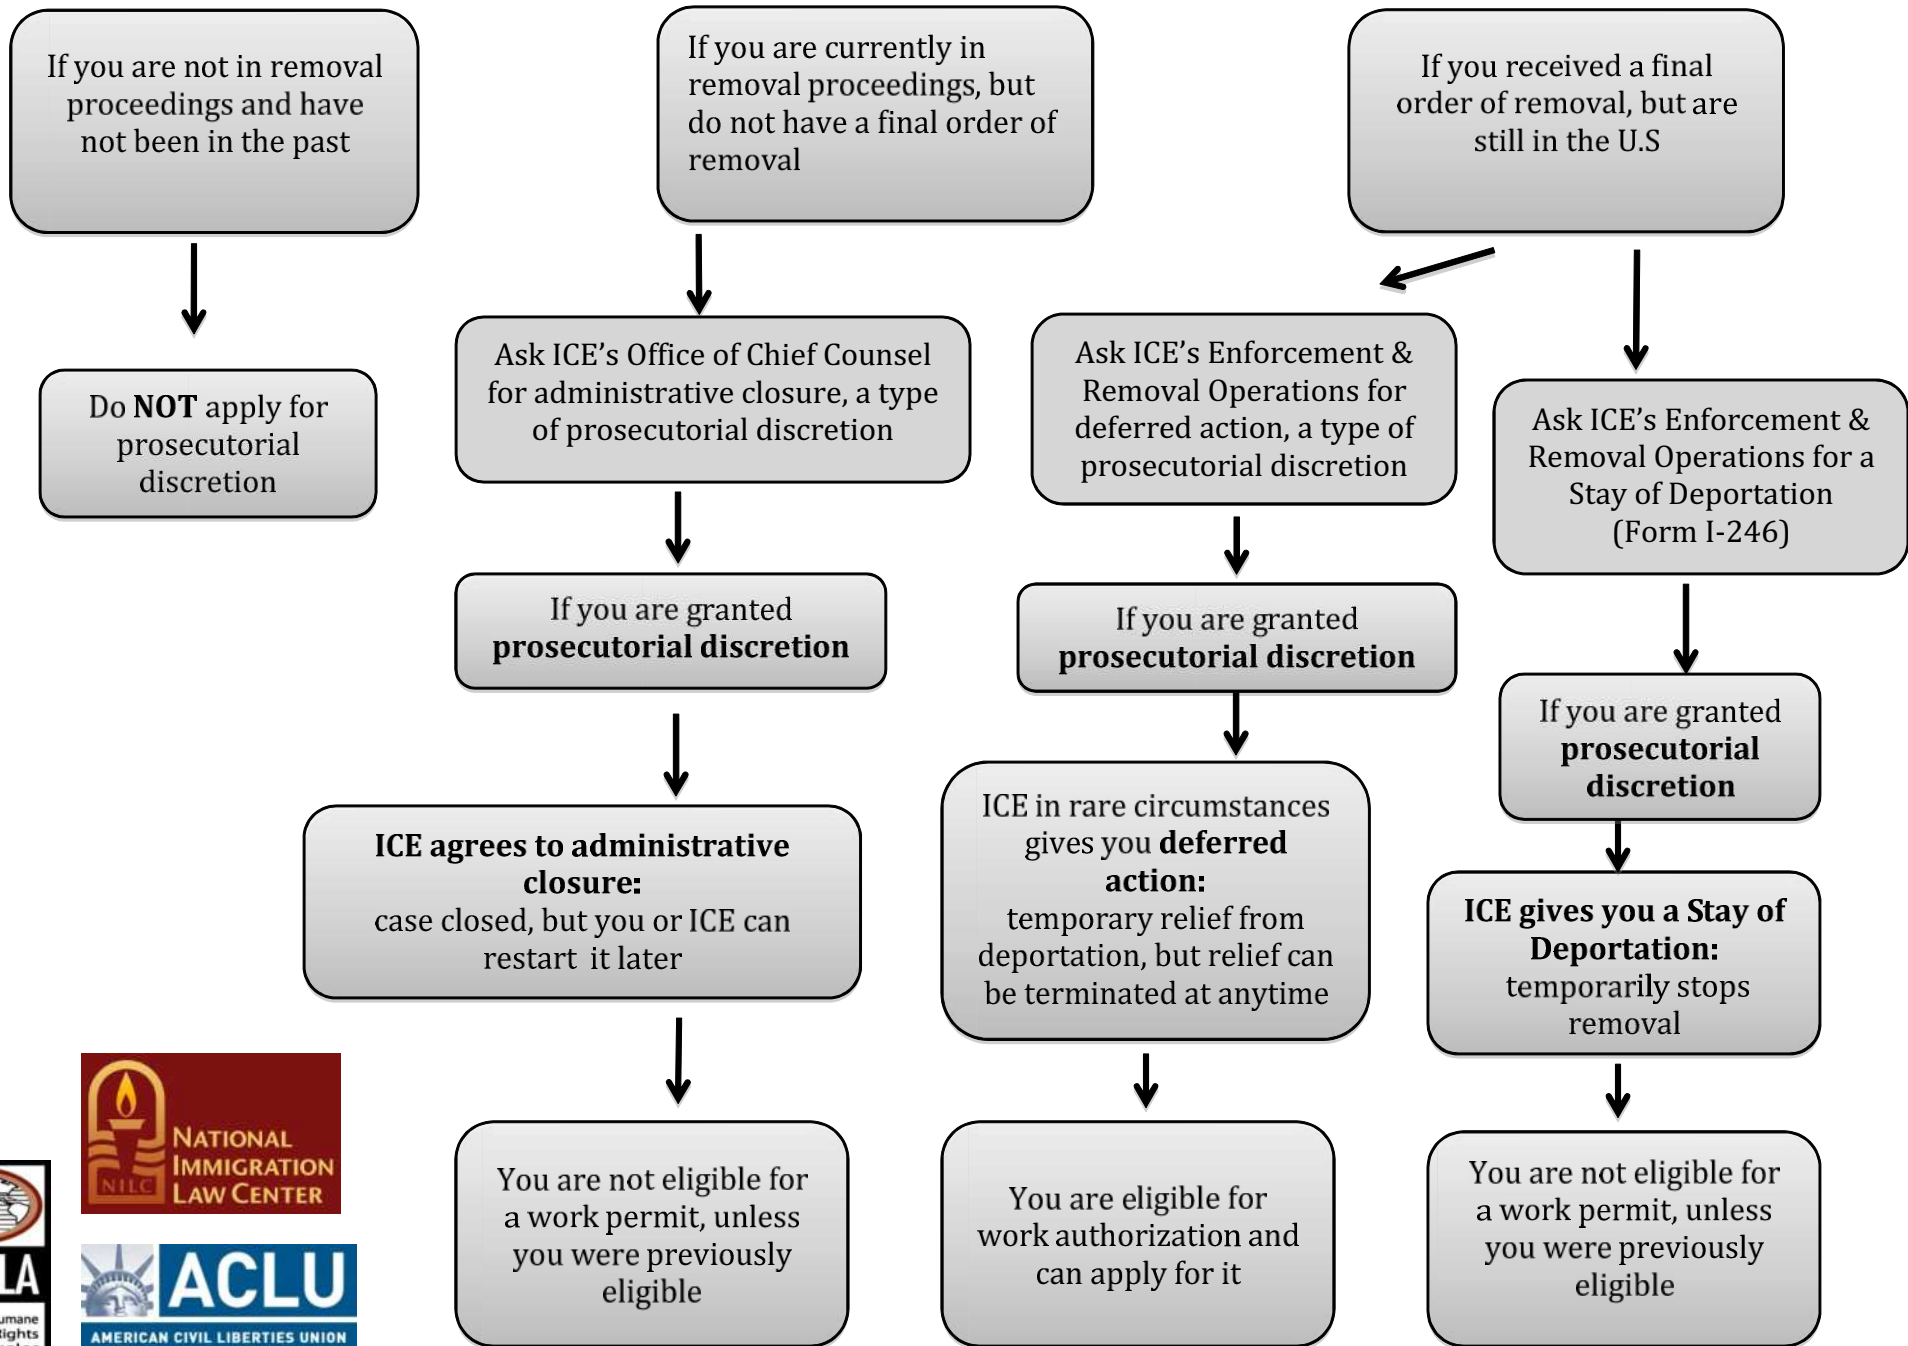 If you are not in removal
proceedings and have
not been in the past
If you are currently in
removal proceedings, but
do not have a final order of
removal
If you received a final
order of removal, but are
still in the U.S
Do NOT apply for
prosecutorial
discretion
Ask ICE’s Office of Chief Counsel
for administrative closure, a type
of prosecutorial discretion
Ask ICE’s Enforcement &
Removal Operations for
deferred action, a type of
prosecutorial discretion
Ask ICE’s Enforcement &
Removal Operations for a
Stay of Deportation
(Form I-246)
If you are granted
prosecutorial discretion
If you are granted
prosecutorial discretion
If you are granted
prosecutorial
discretion
ICE agrees to administrative
closure:
case closed, but you or ICE can
restart it later
ICE in rare circumstances
gives you deferred
action:
temporary relief from
deportation, but relief can
be terminated at anytime
ICE gives you a Stay of
Deportation:
temporarily stops
removal
You are not eligible for
a work permit, unless
you were previously
eligible
You are eligible for
work authorization and
can apply for it
You are not eligible for
a work permit, unless
you were previously
eligible
NATIONAL
IMMIGRATION
LAW CENTER
NILC
LA
umane
Rights
ACLU
AMERICAN CIVIL LIBERTIES UNION